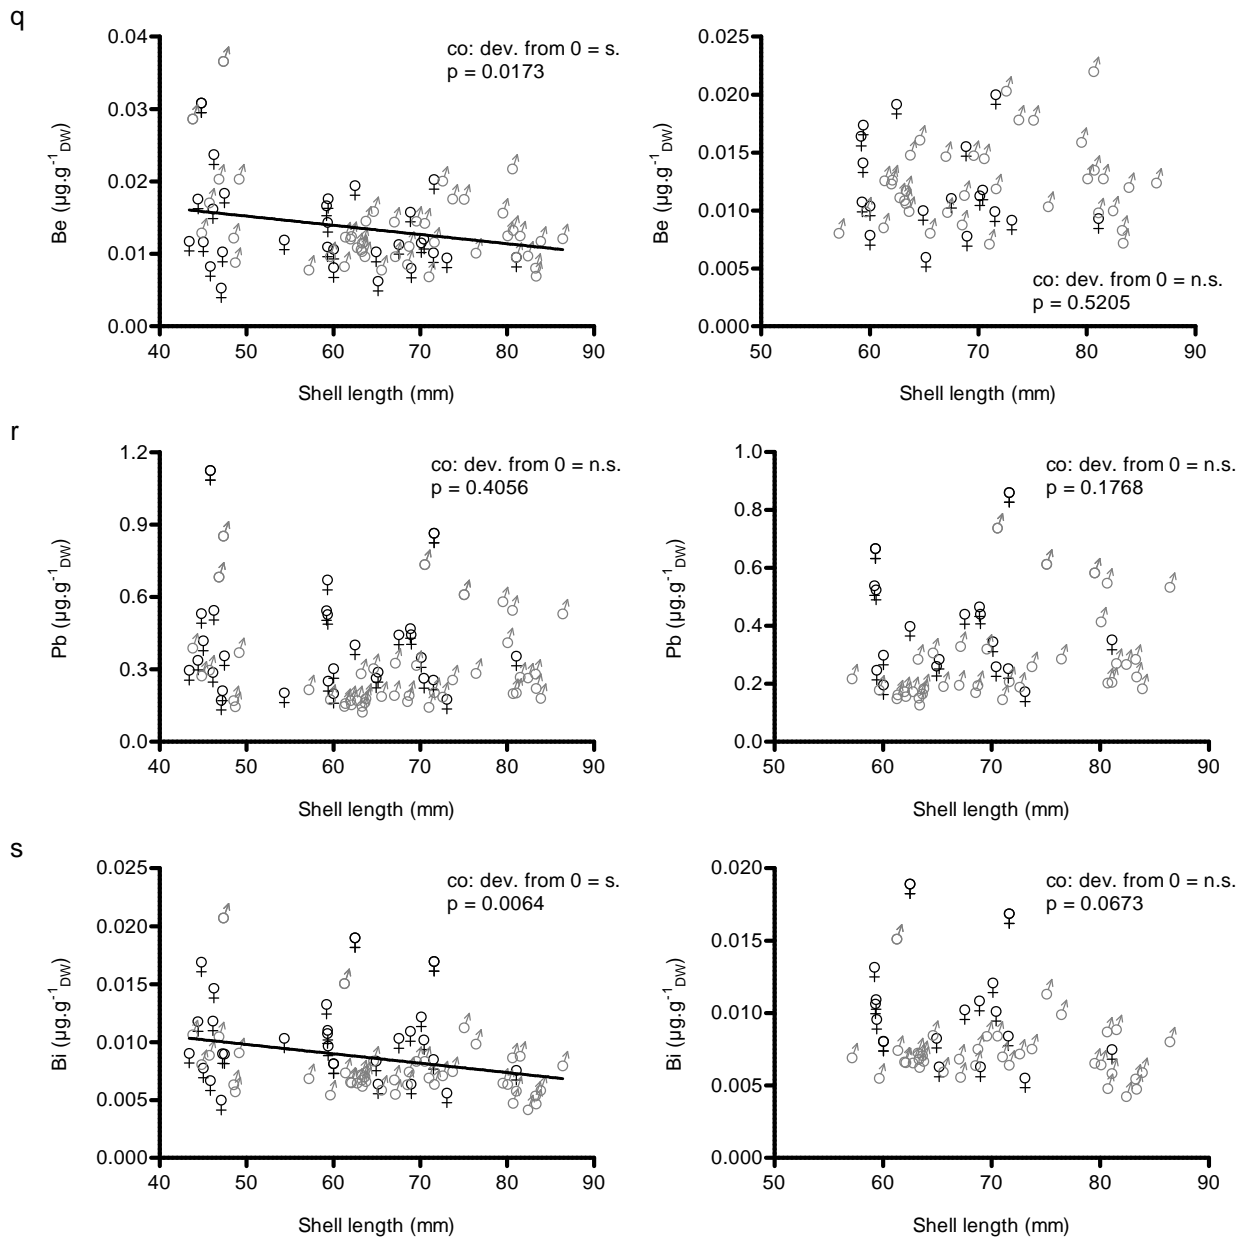 q
0.04
0.03
0.02
0.01
0.00
40 50 60 70 80 90
Be (µg.g⁻¹DW)
Shell length (mm)
co: dev. from 0 = s.
p = 0.0173
0.025
0.020
0.015
0.010
0.005
0.000
50 60 70 80 90
Be (µg.g⁻¹DW)
Shell length (mm)
co: dev. from 0 = n.s.
p = 0.5205
r
1.2
0.9
0.6
0.3
0.0
40 50 60 70 80 90
Pb (µg.g⁻¹DW)
Shell length (mm)
co: dev. from 0 = n.s.
p = 0.4056
1.0
0.8
0.6
0.4
0.2
0.0
50 60 70 80 90
Pb (µg.g⁻¹DW)
Shell length (mm)
co: dev. from 0 = n.s.
p = 0.1768
s
0.025
0.020
0.015
0.010
0.005
0.000
40 50 60 70 80 90
Bi (µg.g⁻¹DW)
Shell length (mm)
co: dev. from 0 = s.
p = 0.0064
0.020
0.015
0.010
0.005
0.000
50 60 70 80 90
Bi (µg.g⁻¹DW)
Shell length (mm)
co: dev. from 0 = n.s.
p = 0.0673